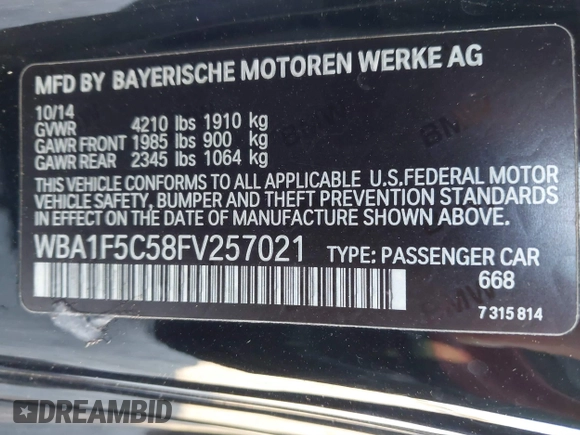 MFD BY BAYERISCHE MOTOREN WERKE AG
10/14
GVWR 4210 lbs 1910 kg
GAWR FRONT 1985 lbs 900 kg
GAWR REAR 2345 lbs 1064 kg
THIS VEHICLE CONFORMS TO ALL APPLICABLE U.S.FEDERAL MOTOR
VEHICLE SAFETY, BUMPER AND THEFT PREVENTION STANDARDS
IN EFFECT ON THE DATE OF MANUFACTURE SHOWN ABOVE.
WBA1F5C58FV257021 TYPE: PASSENGER CAR
668
7 315 814
DREAMBID